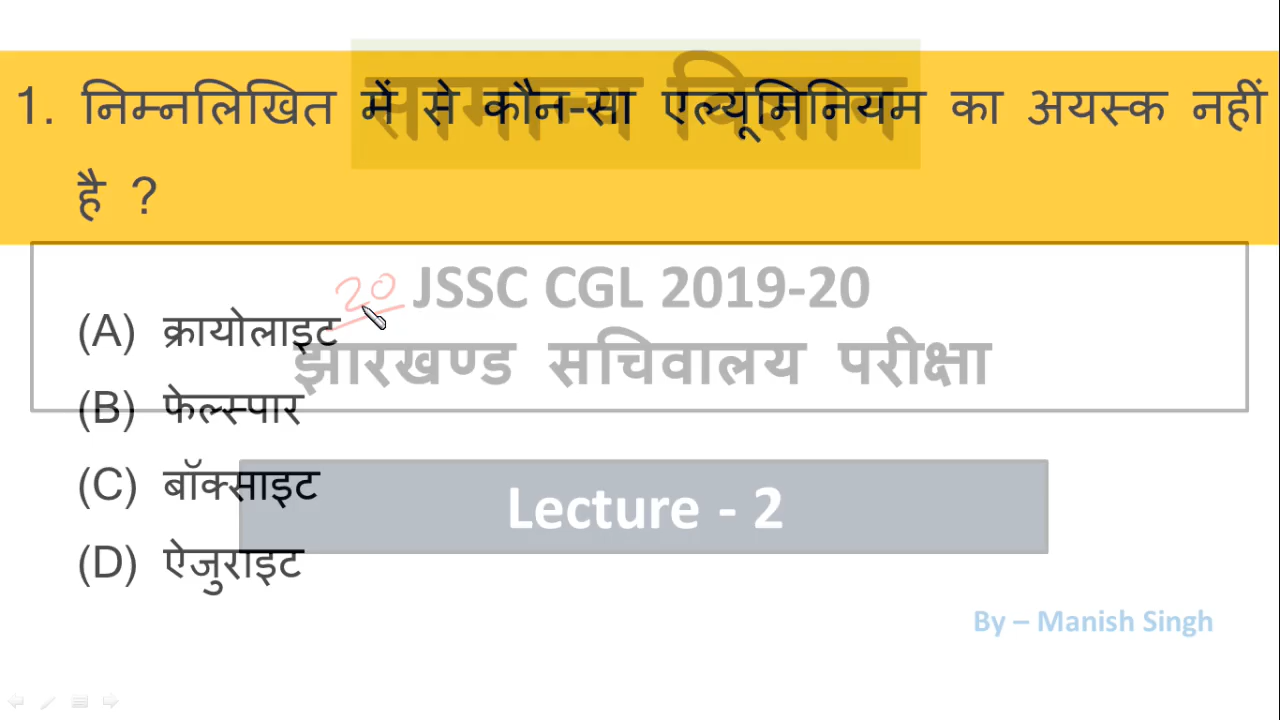 सामान्य विज्ञान
1. निम्नलिखित में से कौन-सा एल्यूमिनियम का अयस्क नहीं
है ?
20 JSSC CGL 2019-20
झारखण्ड सचिवालय परीक्षा
(A) क्रायोलाइट
(B) फेल्स्पार
(C) बॉक्साइट
Lecture - 2
(D) ऐजुराइट
By – Manish Singh